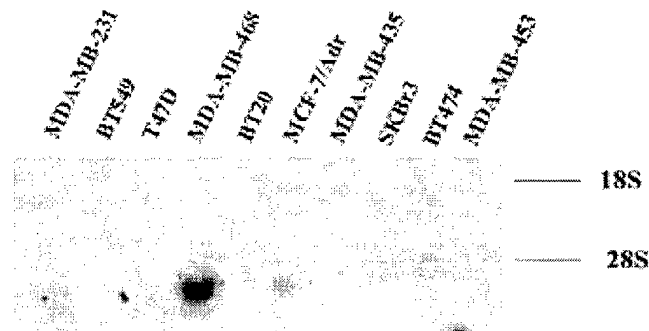 MDA-MB-231
BT549
T47D
MDA-MB-468
BT20
MCF-7/Adr
MDA-MB-435
SKBr3
BT474
MDA-MB-453
18S
28S